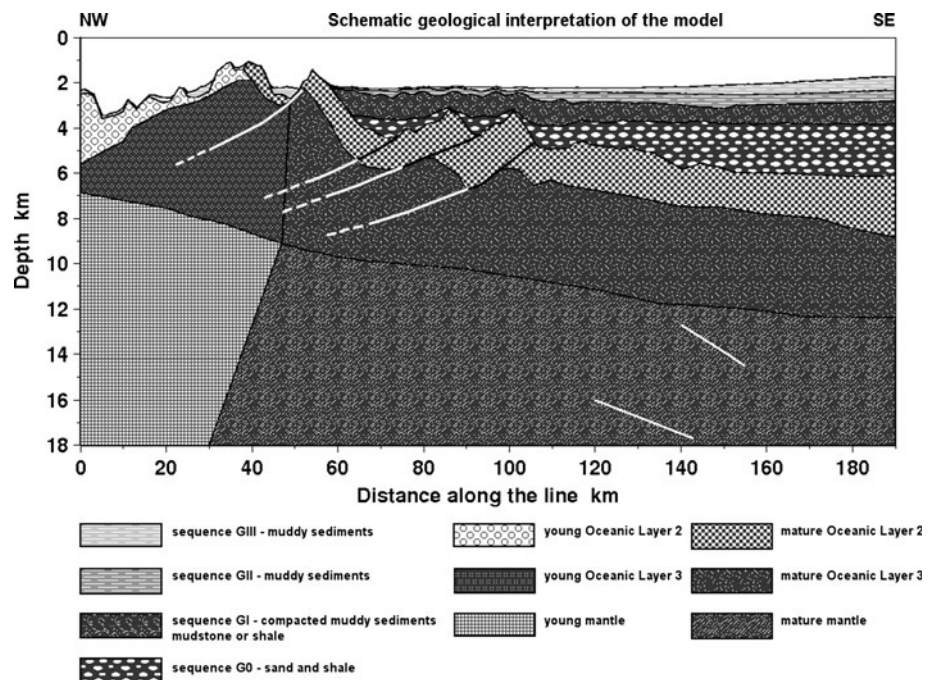 NW Schematic geological interpretation of the model SE
0
2
4
6
8
10
12
14
16
18
Depth km
0 20 40 60 80 100 120 140 160 180
Distance along the line km
sequence GIII - muddy sediments
young Oceanic Layer 2
mature Oceanic Layer 2
sequence GII - muddy sediments
young Oceanic Layer 3
mature Oceanic Layer 3
sequence GI - compacted muddy sediments
mudstone or shale
young mantle
mature mantle
sequence G0 - sand and shale